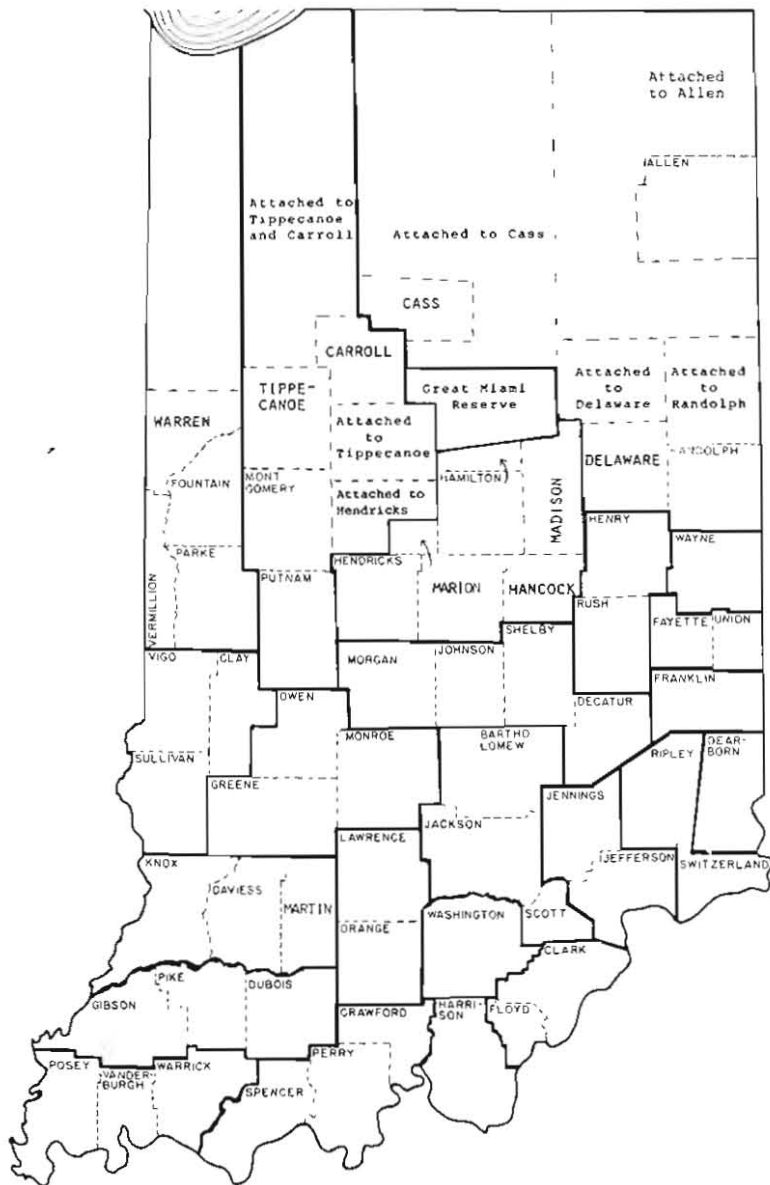 Attached
to Allen
ALLEN
Attached to
Tippecanoe
and Carroll
Attached to Cass
CASS
CARROLL
TIPPE-
CANOE
Great Miami
Reserve
Attached
to
Delaware
Attached
to
Randolph
WARREN
Attached
to
Tippecanoe
DELAWARE
RANDOLPH
FOUNTAIN
MONT
GOMERY
Attached to
Hendricks
HAMILTON
MADISON
HENRY
WAYNE
PARKE
VERMILLION
PUTNAM
HENDRICKS
MARION
HANCOCK
RUSH
FAYETTE
UNION
VIGO
CLAY
MORGAN
JOHNSON
SHELBY
FRANKLIN
OWEN
DECATUR
MONROE
BARTHO
LOMEW
RIPLEY
DEAR-
BORN
SULLIVAN
GREENE
JENNINGS
LAWRENCE
JACKSON
JEFFERSON
SWITZERLAND
KNOX
DAVIESS
MARTIN
WASHINGTON
SCOTT
ORANGE
CLARK
PIKE
DUBOIS
GIBSON
CRAWFORD
HARRI-
SON
FLOYD
POSEY
VANDER-
BURGH
WARRICK
PERRY
SPENCER